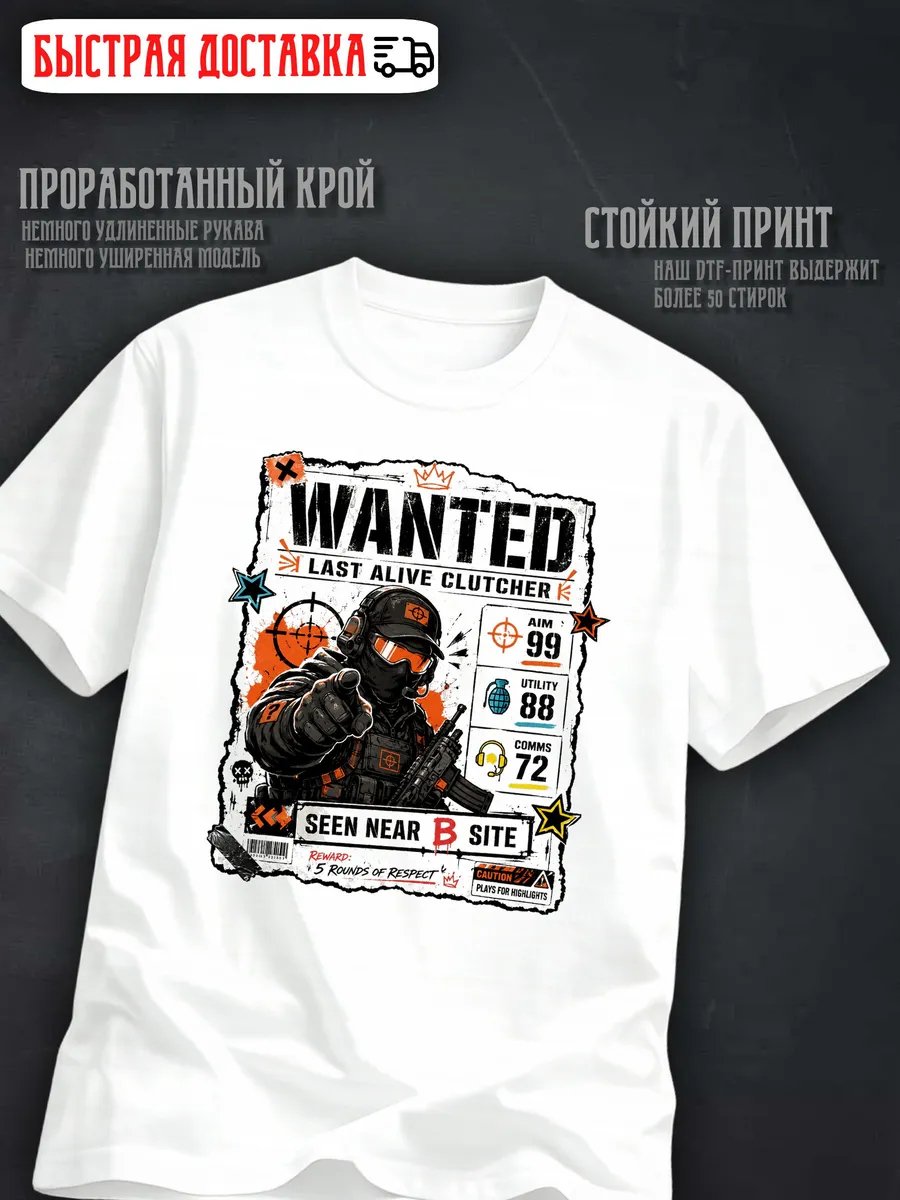 БЫСТРАЯ ДОСТАВКА
ПРОРАБОТАННЫЙ КРОЙ
НЕМНОГО УДЛИНЕННЫЕ РУКАВА
НЕМНОГО УШИРЕННАЯ МОДЕЛЬ
СТОЙКИЙ ПРИНТ
НАШ DTF-ПРИНТ ВЫДЕРЖИТ
БОЛЕЕ 50 СТИРОК
WANTED
LAST ALIVE CLUTCHER
AIM
99
UTILITY
88
COMMS
72
?
SEEN NEAR B SITE
REWARD:
5 ROUNDS OF RESPECT
CAUTION
PLAYS FOR HIGHLIGHTS